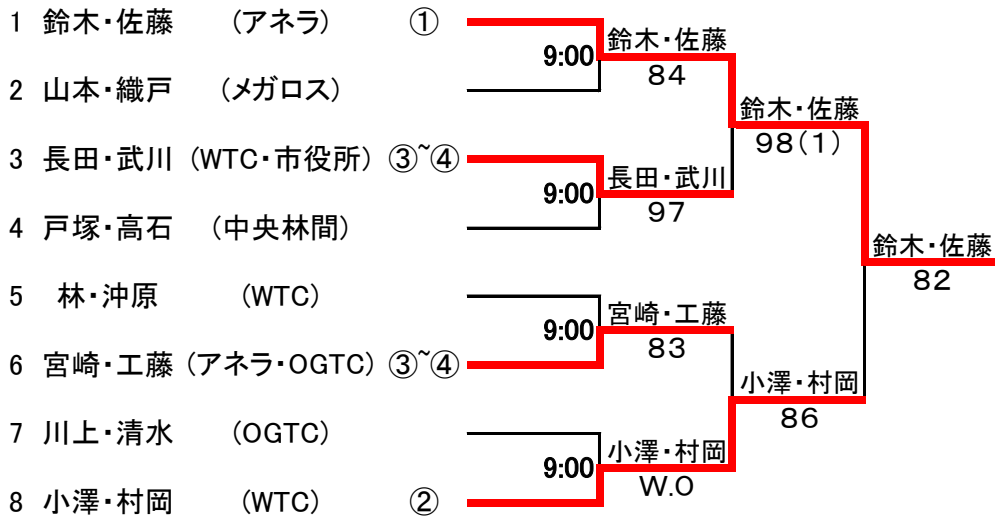 1 鈴木・佐藤 (アネラ) ①
9:00
鈴木・佐藤
84
2 山本・織戸 (メガロス)
鈴木・佐藤
98(1)
3 長田・武川 (WTC・市役所) ③~④
9:00
長田・武川
97
4 戸塚・高石 (中央林間)
鈴木・佐藤
82
5 林・沖原 (WTC)
9:00
宮崎・工藤
83
6 宮崎・工藤 (アネラ・OGTC) ③~④
小澤・村岡
86
7 川上・清水 (OGTC)
9:00
小澤・村岡
W.O
8 小澤・村岡 (WTC) ②